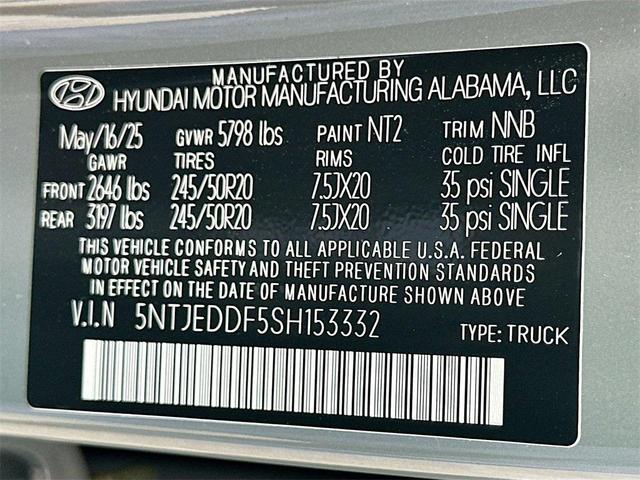 MANUFACTURED BY
HYUNDAI MOTOR MANUFACTURING ALABAMA, LLC
May/16/25 GVWR 5798 lbs PAINT NT2 TRIM NNB
GAWR TIRES RIMS COLD TIRE INFL
FRONT 2646 lbs 245/50R20 7.5JX20 35 psi SINGLE
REAR 3197 lbs 245/50R20 7.5JX20 35 psi SINGLE
THIS VEHICLE CONFORMS TO ALL APPLICABLE U.S.A. FEDERAL
MOTOR VEHICLE SAFETY AND THEFT PREVENTION STANDARDS
IN EFFECT ON THE DATE OF MANUFACTURE SHOWN ABOVE
V.I.N 5NTJEDDF5SH153332 TYPE: TRUCK